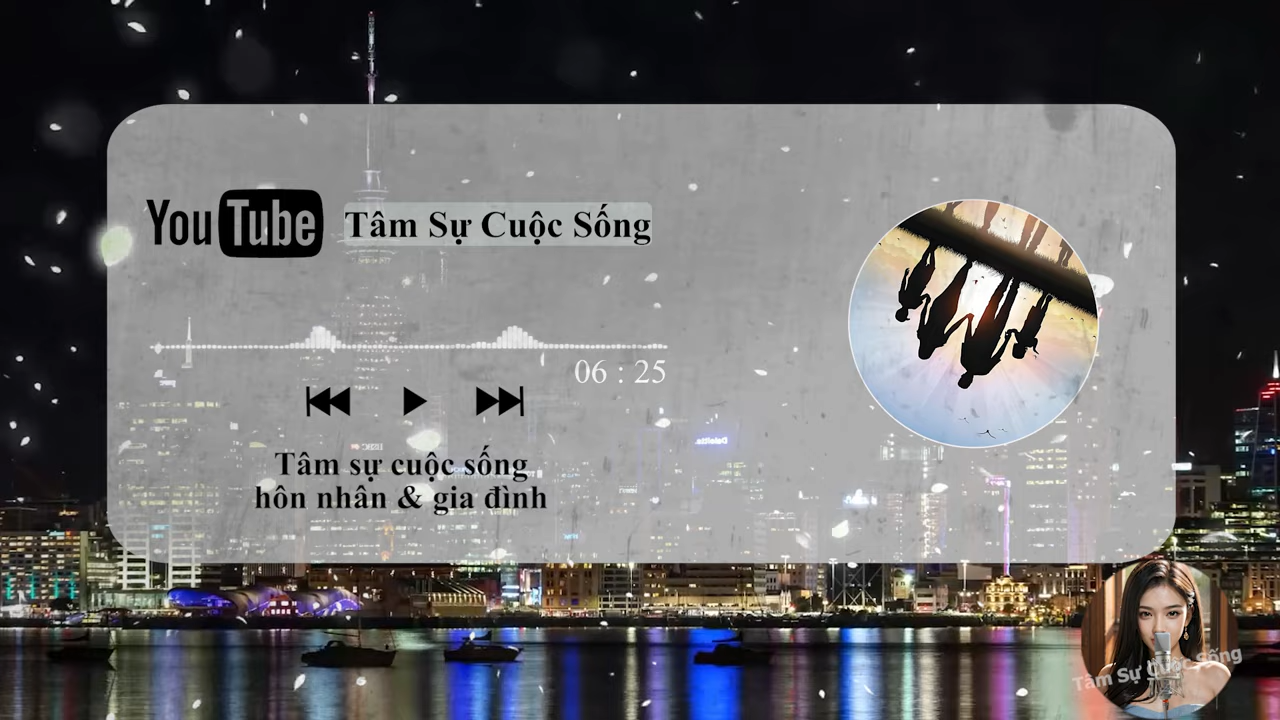 YouTube
Tâm Sự Cuộc Sống
06 : 25
Deloitte.
Tâm sự cuộc sống
hôn nhân & gia đình
Tâm Sự Cuộc Sống